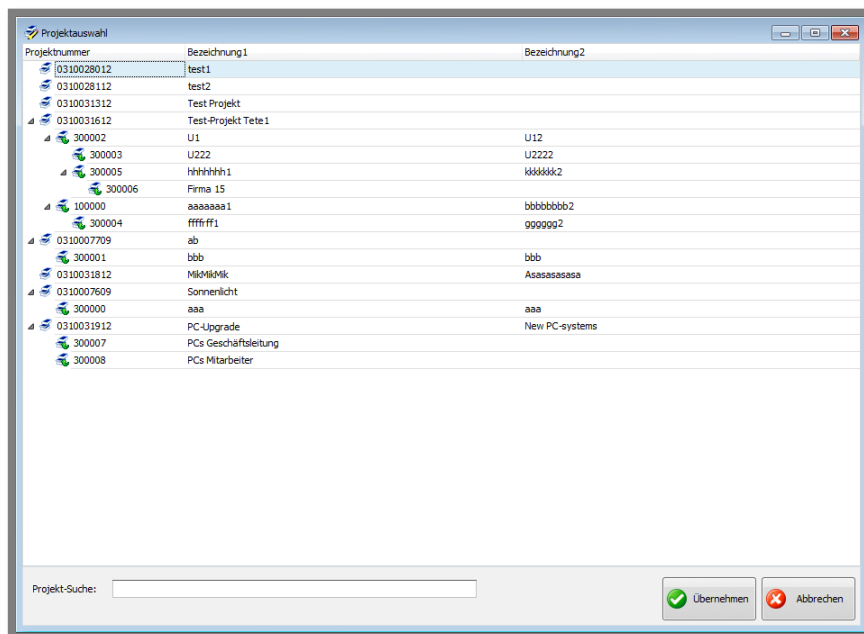 Projektauswahl
Projektnummer Bezeichnung1 Bezeichnung2
0310028012 test1
0310028112 test2
0310031312 Test Projekt
0310031612 Test-Projekt Tete1
300002 U1 U12
300003 U222 U2222
300005 hhhhhhh1 kkkkkkk2
300006 Firma 15
100000 aaaaaaa1 bbbbbbbb2
300004 ffffrff1 gggggg2
0310007709 ab
300001 bbb bbb
0310031812 MikMikMik Asasasasasa
0310007609 Sonnenlicht
300000 aaa aaa
0310031912 PC-Upgrade New PC-systems
300007 PCs Geschäftsleitung
300008 PCs Mitarbeiter
Projekt-Suche: Übernehmen Abbrechen